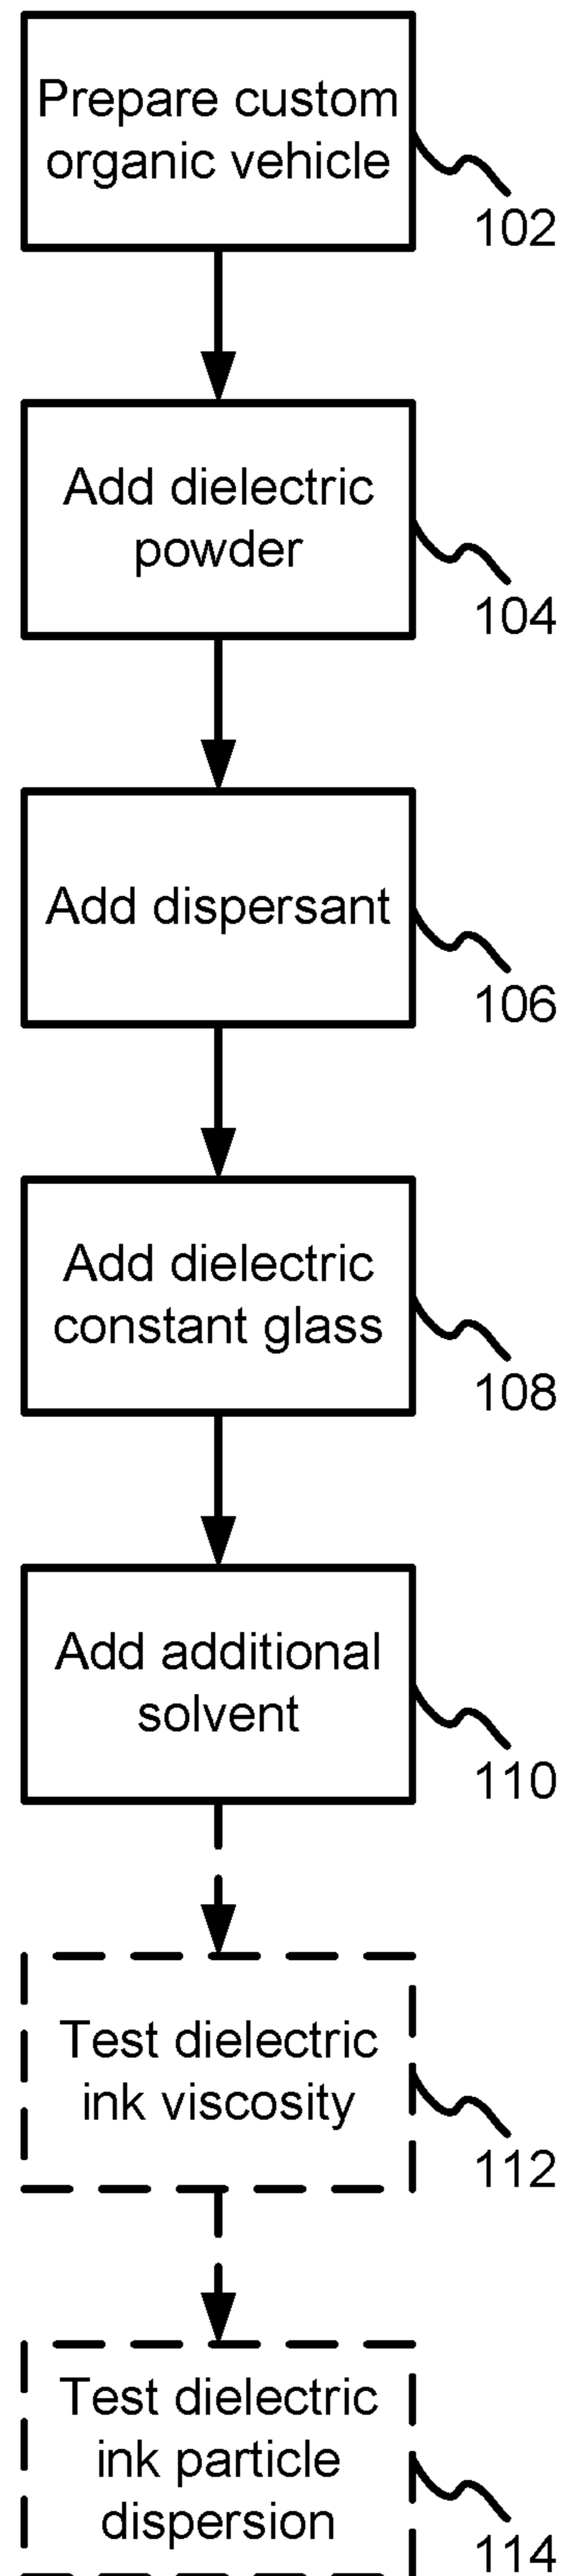 Prepare custom
organic vehicle
102
Add dielectric
powder
104
Add dispersant
106
Add dielectric
constant glass
108
Add additional
solvent
110
Test dielectric
ink viscosity
112
Test dielectric
ink particle
dispersion
114